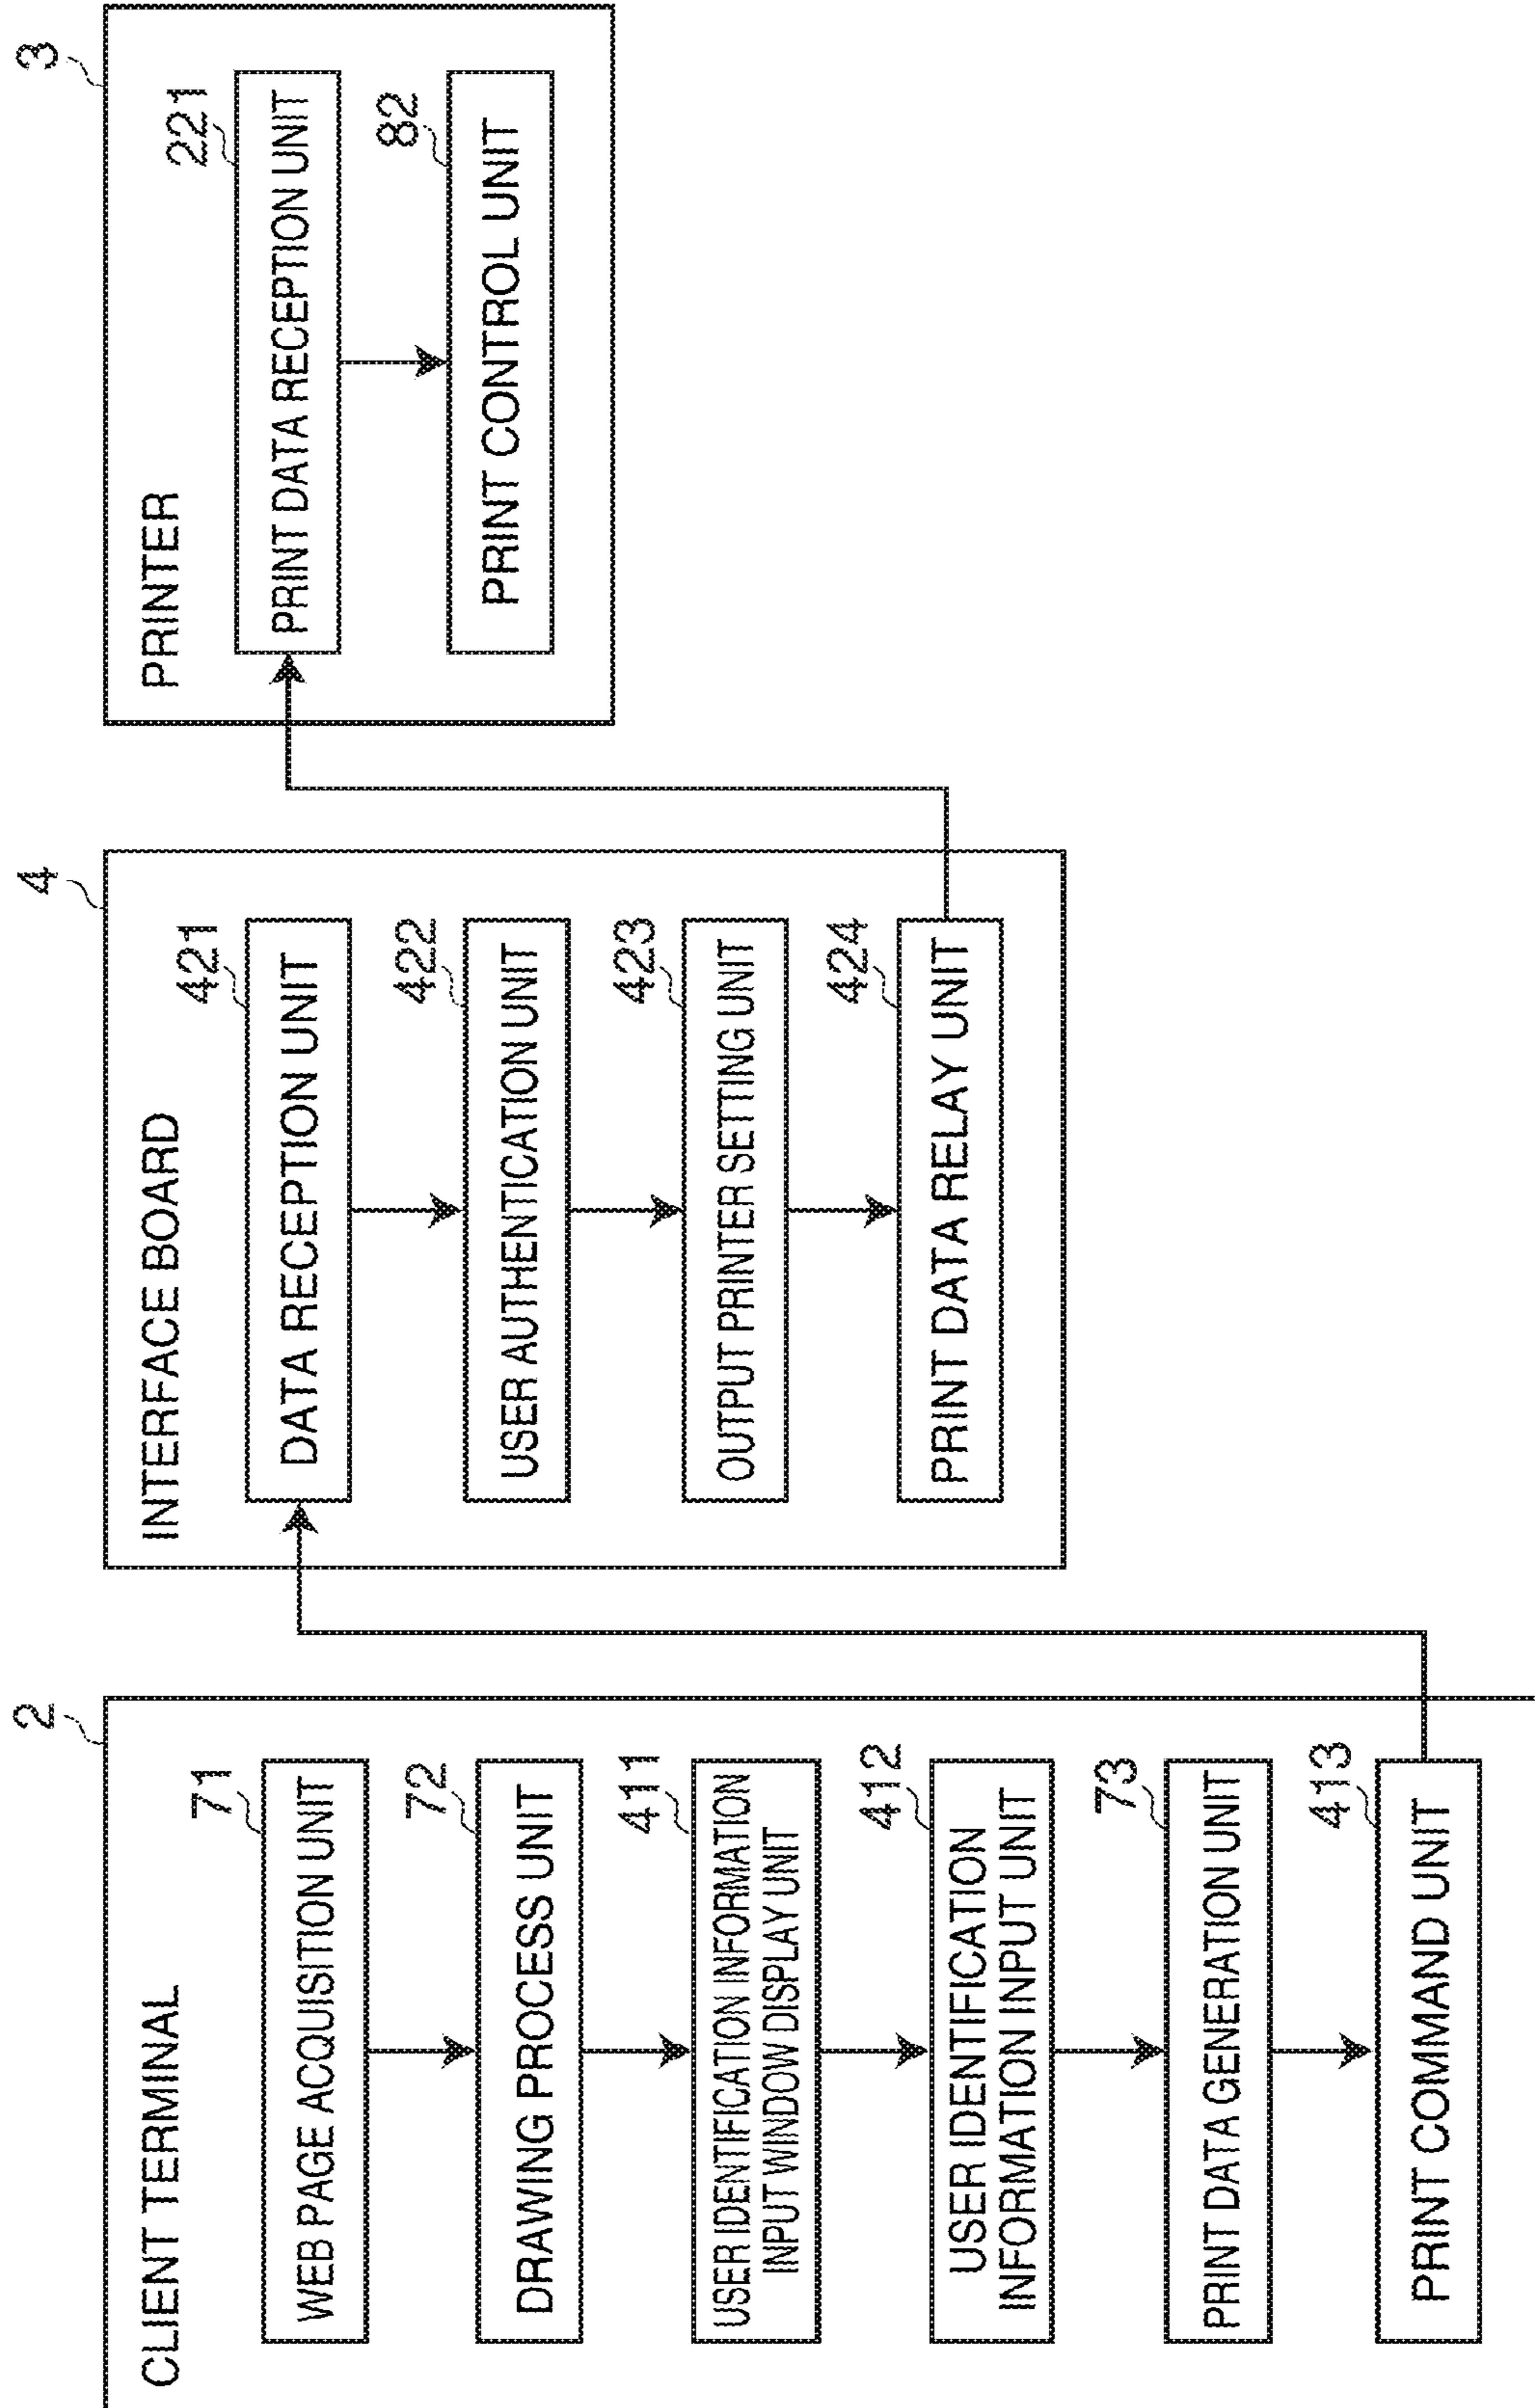 2
CLIENT TERMINAL
71
WEB PAGE ACQUISITION UNIT
72
DRAWING PROCESS UNIT
411
USER IDENTIFICATION INFORMATION
INPUT WINDOW DISPLAY UNIT
412
USER IDENTIFICATION
INFORMATION INPUT UNIT
73
PRINT DATA GENERATION UNIT
413
PRINT COMMAND UNIT
4
INTERFACE BOARD
421
DATA RECEPTION UNIT
422
USER AUTHENTICATION UNIT
423
OUTPUT PRINTER SETTING UNIT
424
PRINT DATA RELAY UNIT
3
PRINTER
221
PRINT DATA RECEPTION UNIT
82
PRINT CONTROL UNIT